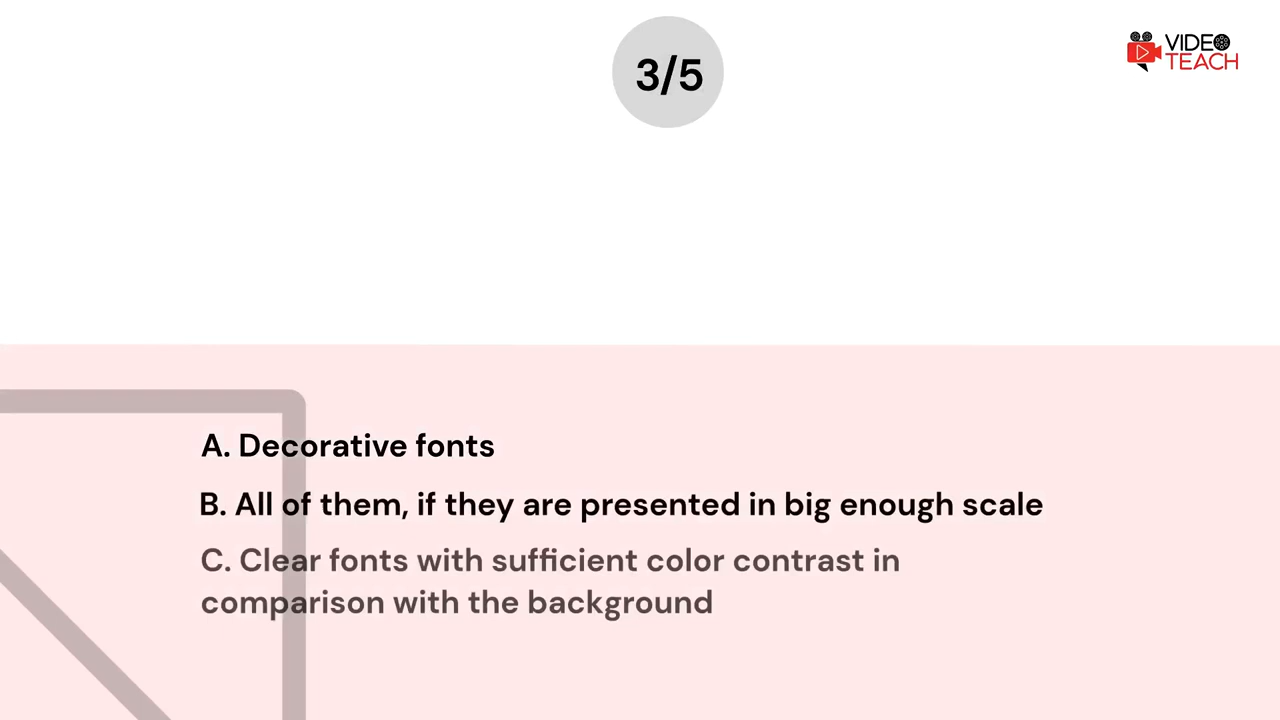 3/5
VIDEO
TEACH
A. Decorative fonts
B. All of them, if they are presented in big enough scale
C. Clear fonts with sufficient color contrast in
comparison with the background